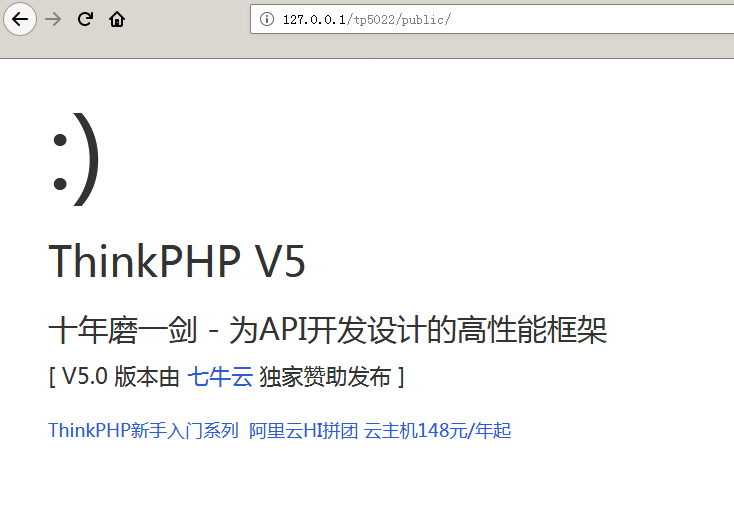 127.0.0.1/tp5022/public/
:)
ThinkPHP V5
十年磨一剑 - 为API开发设计的高性能框架
[ V5.0 版本由 七牛云 独家赞助发布 ]
ThinkPHP新手入门系列 阿里云HI拼团 云主机148元/年起